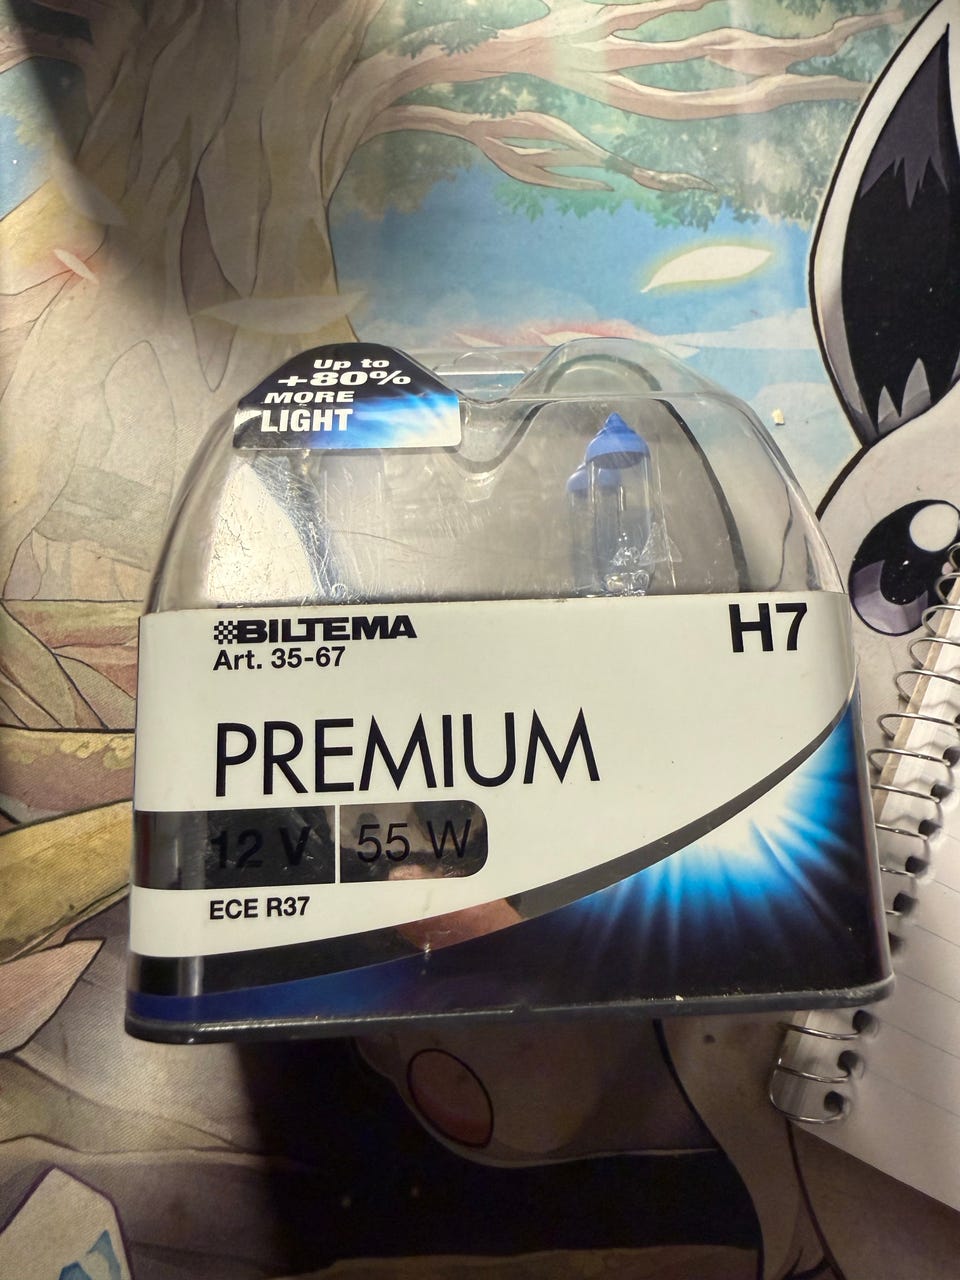 Up to
+80%
MORE
LIGHT
BILTEMA
Art. 35-67
H7
PREMIUM
12 V
55 W
ECE R37